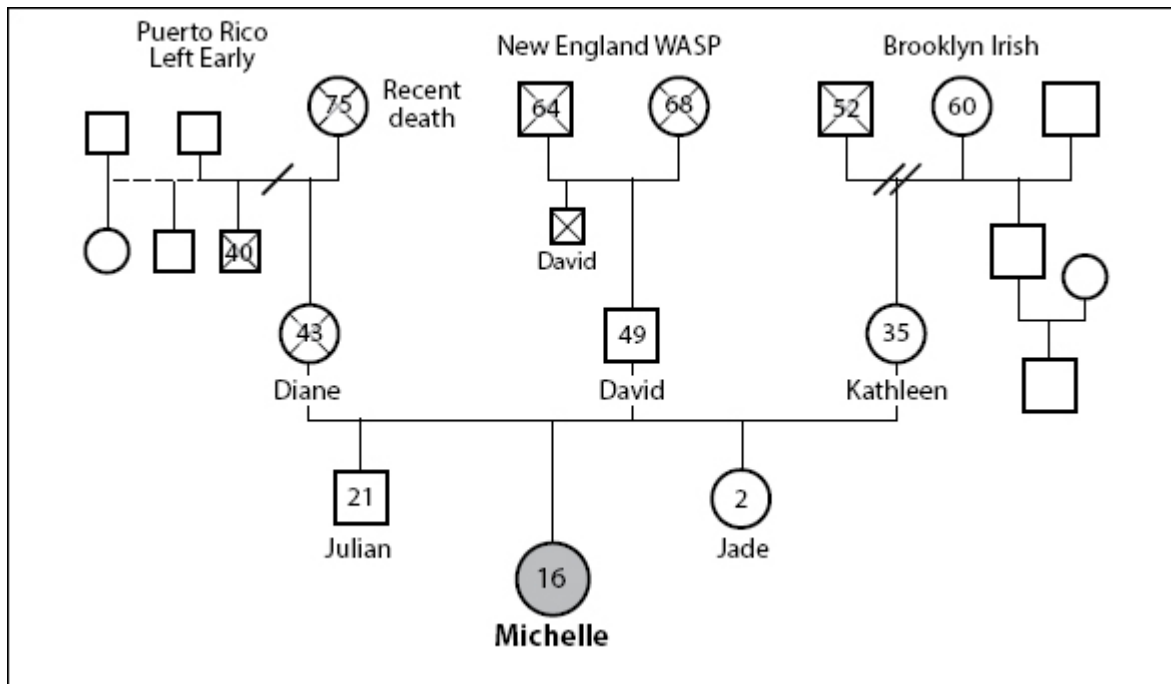 Puerto Rico
Left Early
New England WASP
Brooklyn Irish
75
Recent
death
64
68
52
60
40
David
43
49
35
Diane
David
Kathleen
21
2
Julian
Jade
16
Michelle